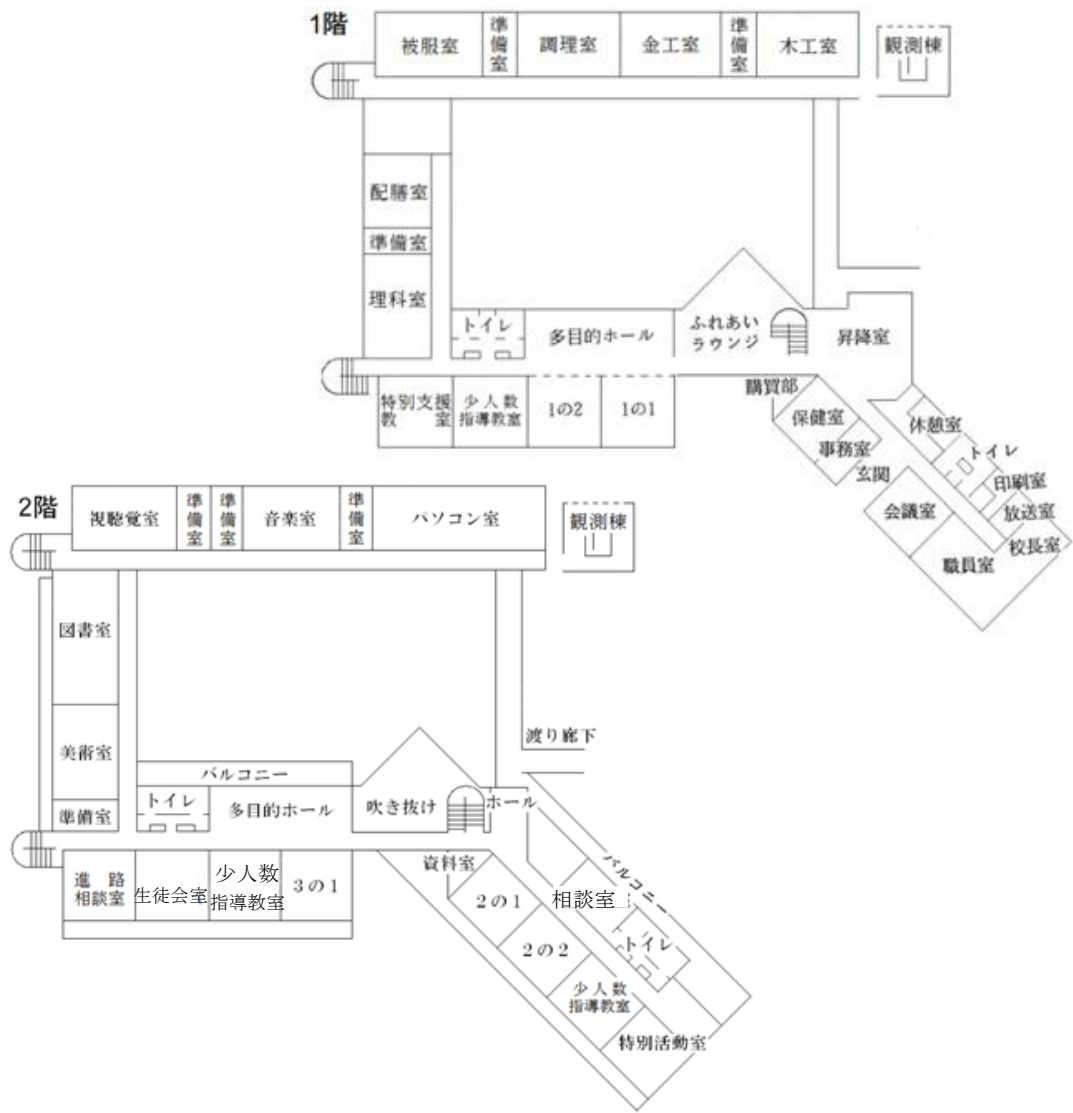 1階
被服室
準備室
調理室
金工室
準備室
木工室
観測棟
配膳室
準備室
理科室
トイレ
多目的ホール
ふれあい
ラウンジ
昇降室
特別支援
教室
少人数
指導教室
1の2
1の1
購買部
保健室
事務室
玄関
休憩室
トイレ
印刷室
放送室
校長室
会議室
職員室
2階
視聴覚室
準備室
準備室
音楽室
準備室
パソコン室
観測棟
図書室
美術室
準備室
渡り廊下
バルコニー
トイレ
多目的ホール
吹き抜け
ホール
進路
相談室
生徒会室
少人数
指導教室
3の1
資料室
2の1
2の2
少人数
指導教室
特別活動室
相談室
トイレ
バルコニー